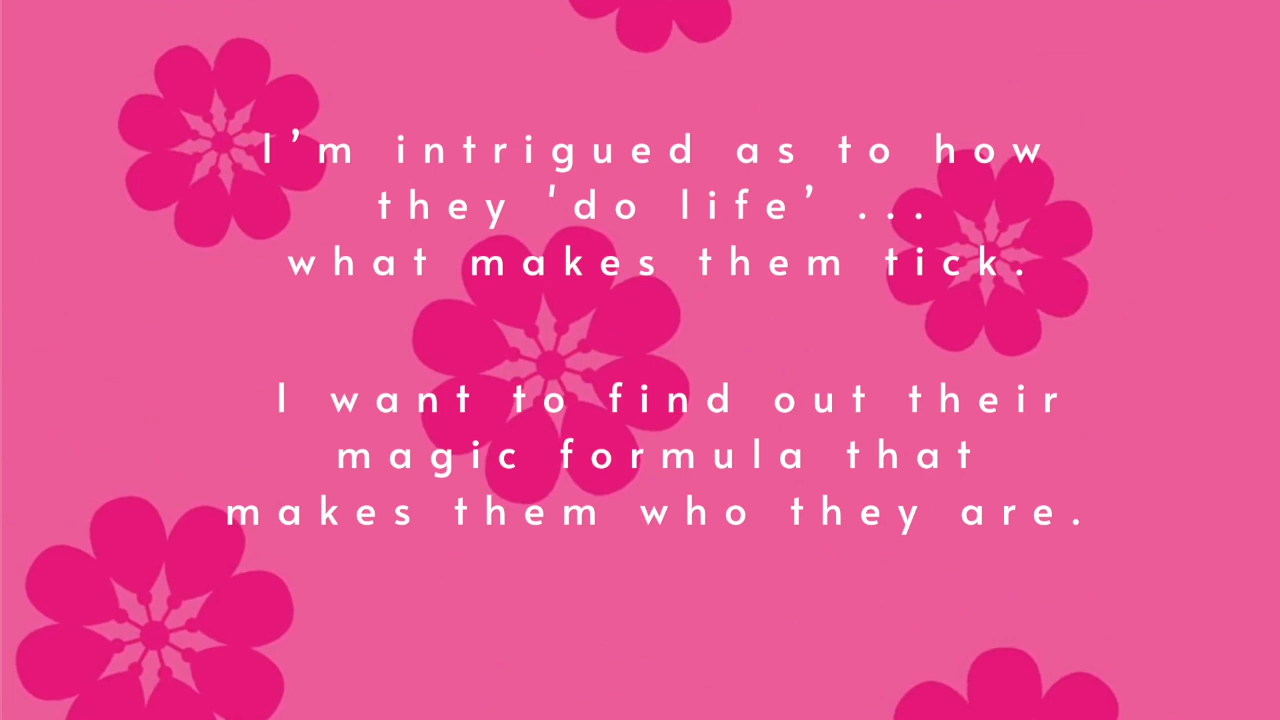 I’m intrigued as to how
they 'do life’ ...
what makes them tick.
I want to find out their
magic formula that
makes them who they are.